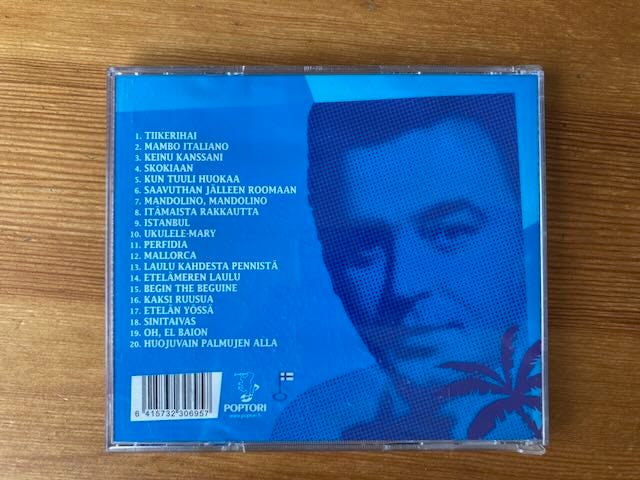 1. TIIKERIHAI
2. MAMBO ITALIANO
3. KEINU KANSSANI
4. SKOKIAAN
5. KUN TUULI HUOKAA
6. SAAVUTHAN JÄLLEEN ROOMAAN
7. MANDOLINO, MANDOLINO
8. ITÄMAISTA RAKKAUTTA
9. ISTANBUL
10. UKULELE-MARY
11. PERFIDIA
12. MALLORCA
13. LAULU KAHDESTA PENNISTÄ
14. ETELÄMEREN LAULU
15. BEGIN THE BEGUINE
16. KAKSI RUUSUA
17. ETELÄN YÖSSÄ
18. SINITAIVAS
19. OH, EL BAION
20. HUOJUVAIN PALMUJEN ALLA
6 415732 306957
POPTORI
www.poptori.fi